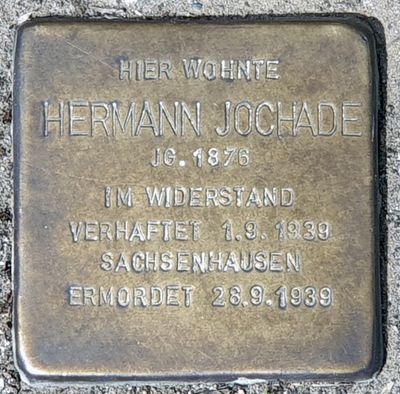 HIER WOHNTE
HERMANN JOCHADE
JG. 1876
IM WIDERSTAND
VERHAFTET 1.9.1939
SACHSENHAUSEN
ERMORDET 28.9.1939